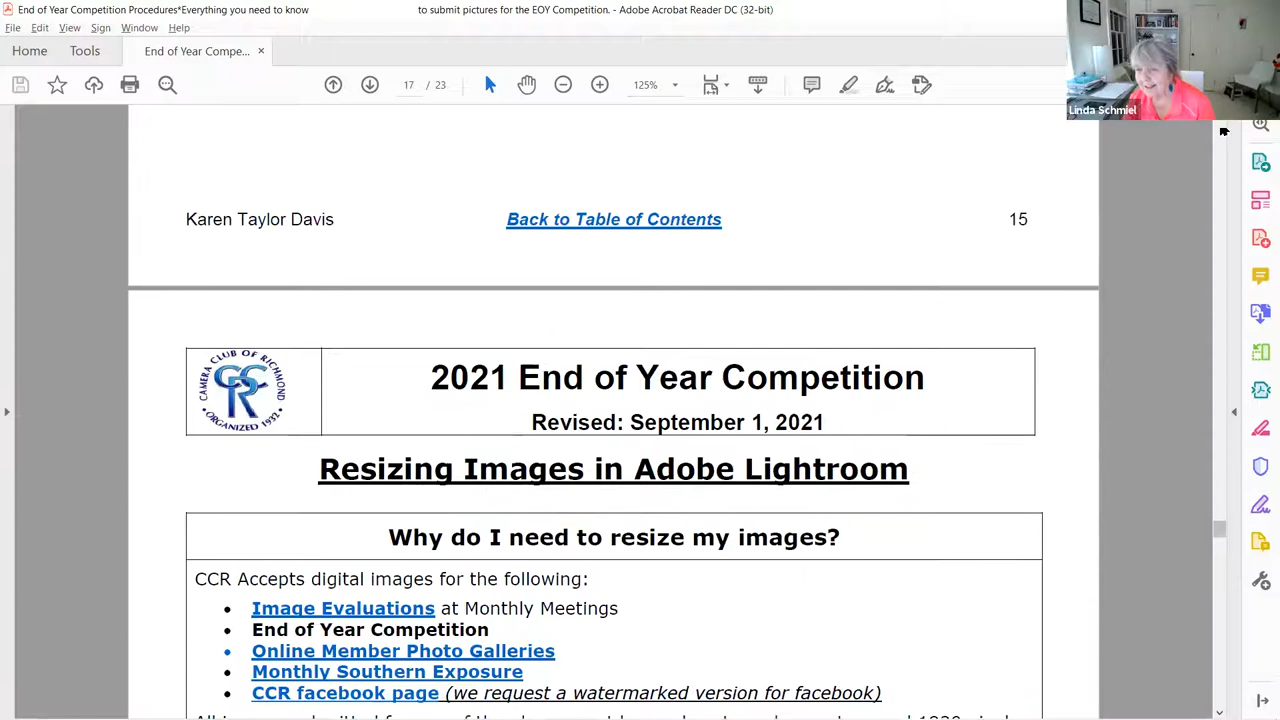 End of Year Competition Procedures*Everything you need to know to submit pictures for the EOY Competition. - Adobe Acrobat Reader DC (32-bit)
File Edit View Sign Window Help
Home Tools End of Year Compe... ×
17 / 23 125%
Linda Schmiel
Karen Taylor Davis Back to Table of Contents 15
CAMERA CLUB OF RICHMOND
CCR
ORGANIZED 1932
2021 End of Year Competition
Revised: September 1, 2021
Resizing Images in Adobe Lightroom
Why do I need to resize my images?
CCR Accepts digital images for the following:
• Image Evaluations at Monthly Meetings
• End of Year Competition
• Online Member Photo Galleries
• Monthly Southern Exposure
• CCR facebook page (we request a watermarked version for facebook)